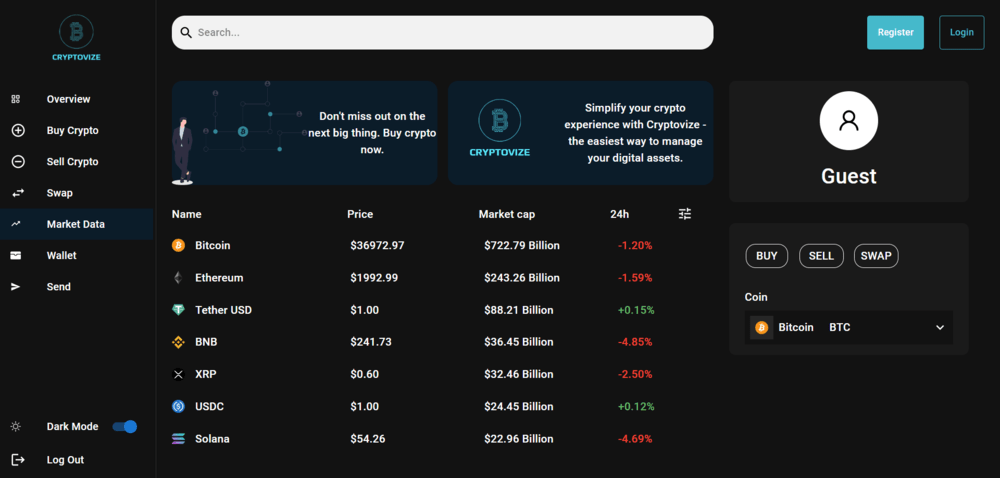 CRYPTOVIZE
Overview
Buy Crypto
Sell Crypto
Swap
Market Data
Wallet
Send
Dark Mode
Log Out
Search...
Register
Login
Don't miss out on the
next big thing. Buy crypto
now.
CRYPTOVIZE
Simplify your crypto
experience with Cryptovize -
the easiest way to manage
your digital assets.
Name Price Market cap 24h
Bitcoin $36972.97 $722.79 Billion -1.20%
Ethereum $1992.99 $243.26 Billion -1.59%
Tether USD $1.00 $88.21 Billion +0.15%
BNB $241.73 $36.45 Billion -4.85%
XRP $0.60 $32.46 Billion -2.50%
USDC $1.00 $24.45 Billion +0.12%
Solana $54.26 $22.96 Billion -4.69%
Guest
BUY SELL SWAP
Coin
Bitcoin BTC